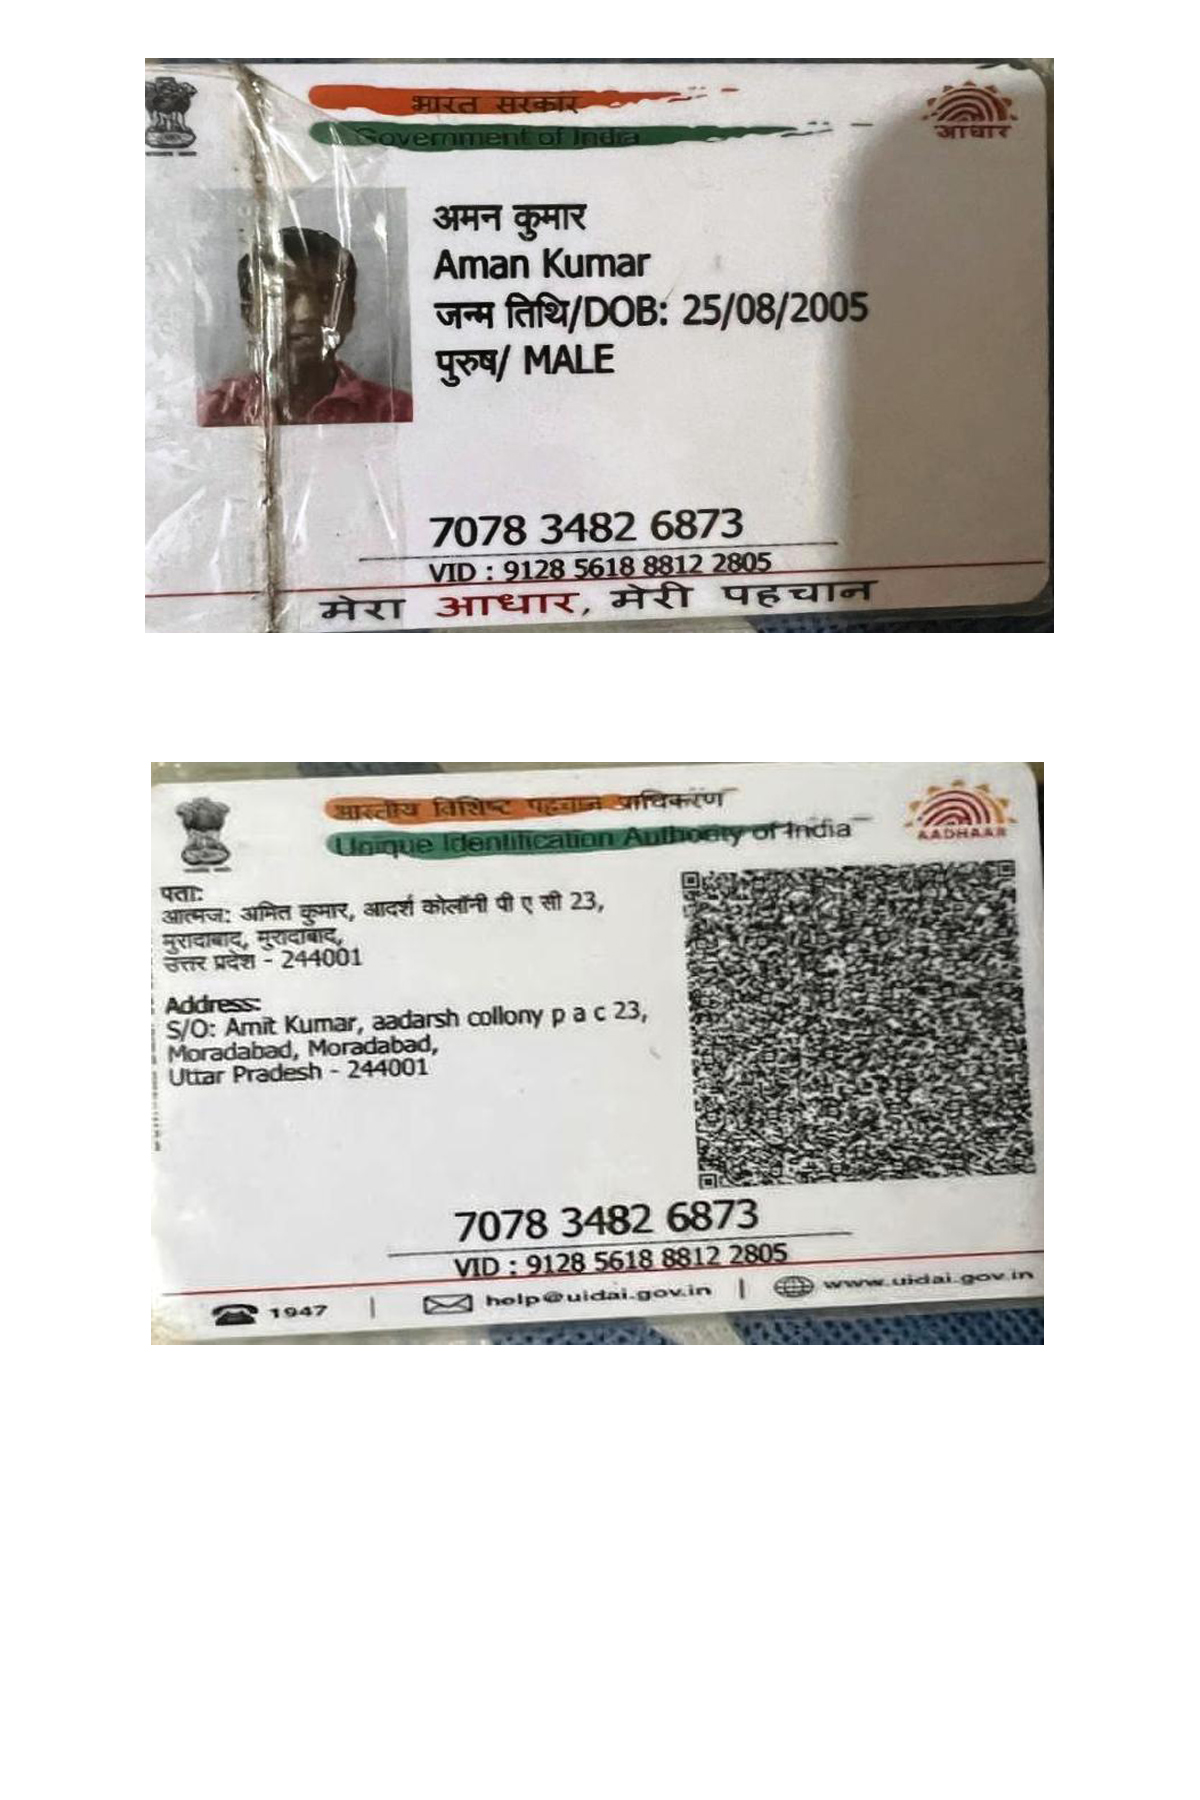 भारत सरकार
Government of India
आधार
अमन कुमार
Aman Kumar
जन्म तिथि/DOB: 25/08/2005
पुरुष/ MALE
7078 3482 6873
VID : 9128 5618 8812 2805
मेरा आधार, मेरी पहचान
भारतीय विशिष्ट पहचान प्राधिकरण
Unique Identification Authority of India
AADHAAR
पता:
आत्मज: अमित कुमार, आदर्श कोलॉनी पी ए सी 23,
मुरादाबाद, मुरादाबाद,
उत्तर प्रदेश - 244001
Address:
S/O: Amit Kumar, aadarsh collony p a c 23,
Moradabad, Moradabad,
Uttar Pradesh - 244001
7078 3482 6873
VID : 9128 5618 8812 2805
1947 | help@uidai.gov.in | www.uidai.gov.in